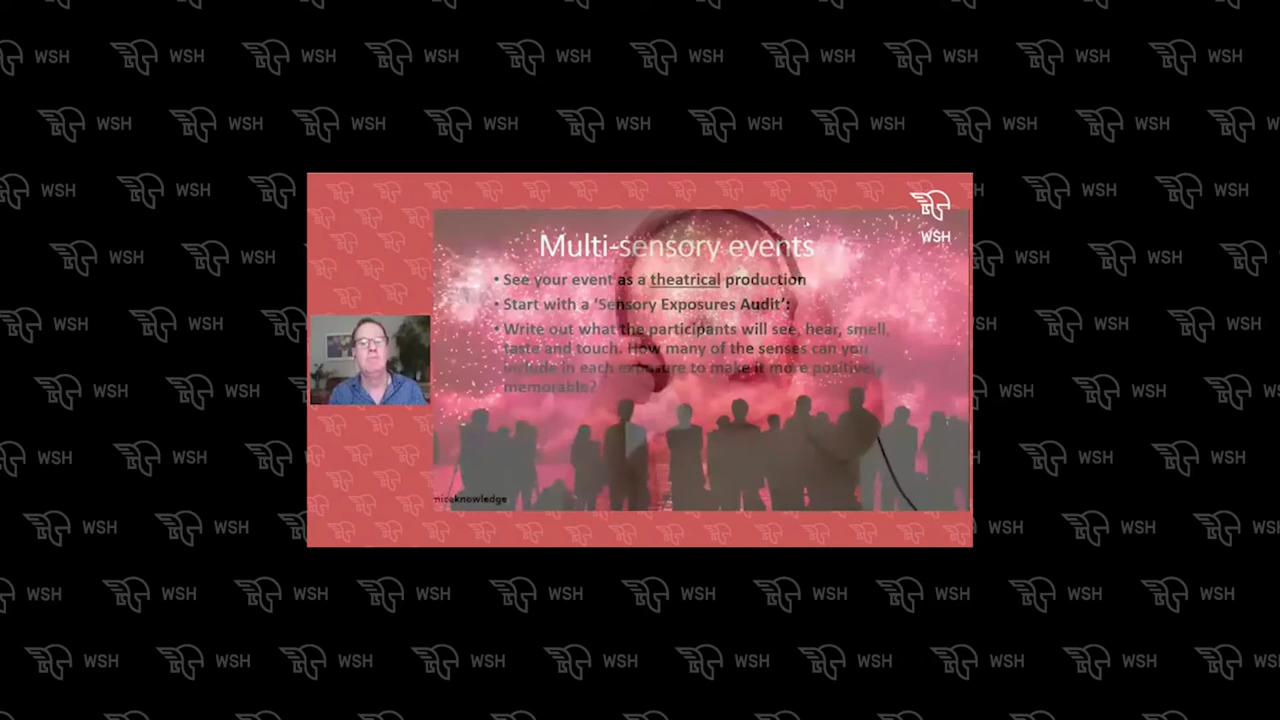 WSH
Multi-sensory events
• See your event as a theatrical production
• Start with a ‘Sensory Exposures Audit’:
• Write out what the participants will see, hear, smell,
taste and touch. How many of the senses can you
include in each exposure to make it more positively
memorable?
miceknowledge